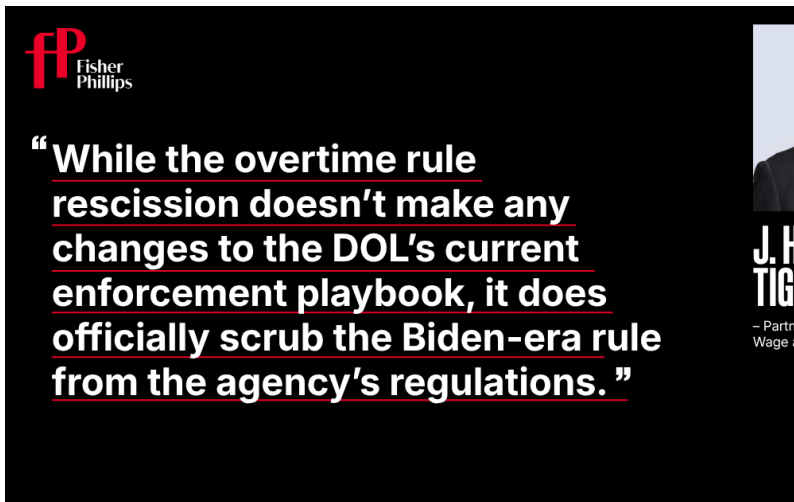 fP Fisher
Phillips
“While the overtime rule
rescission doesn’t make any
changes to the DOL’s current
enforcement playbook, it does
officially scrub the Biden-era rule
from the agency’s regulations.”
J.
– 
Wage